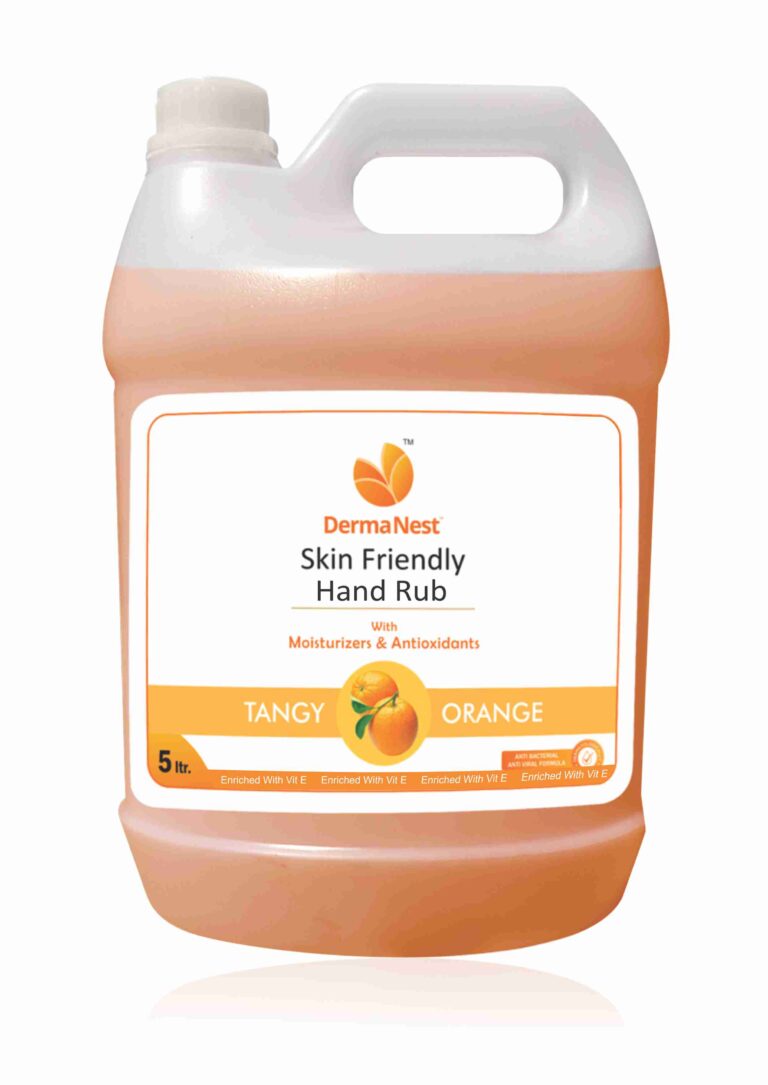 TM
DermaNest
Skin Friendly
Hand Rub
With
Moisturizers & Antioxidants
TANGY ORANGE
5 ltr.
ANTI BACTERIAL
ANTI VIRAL FORMULA
Enriched With Vit E Enriched With Vit E Enriched With Vit E Enriched With Vit E